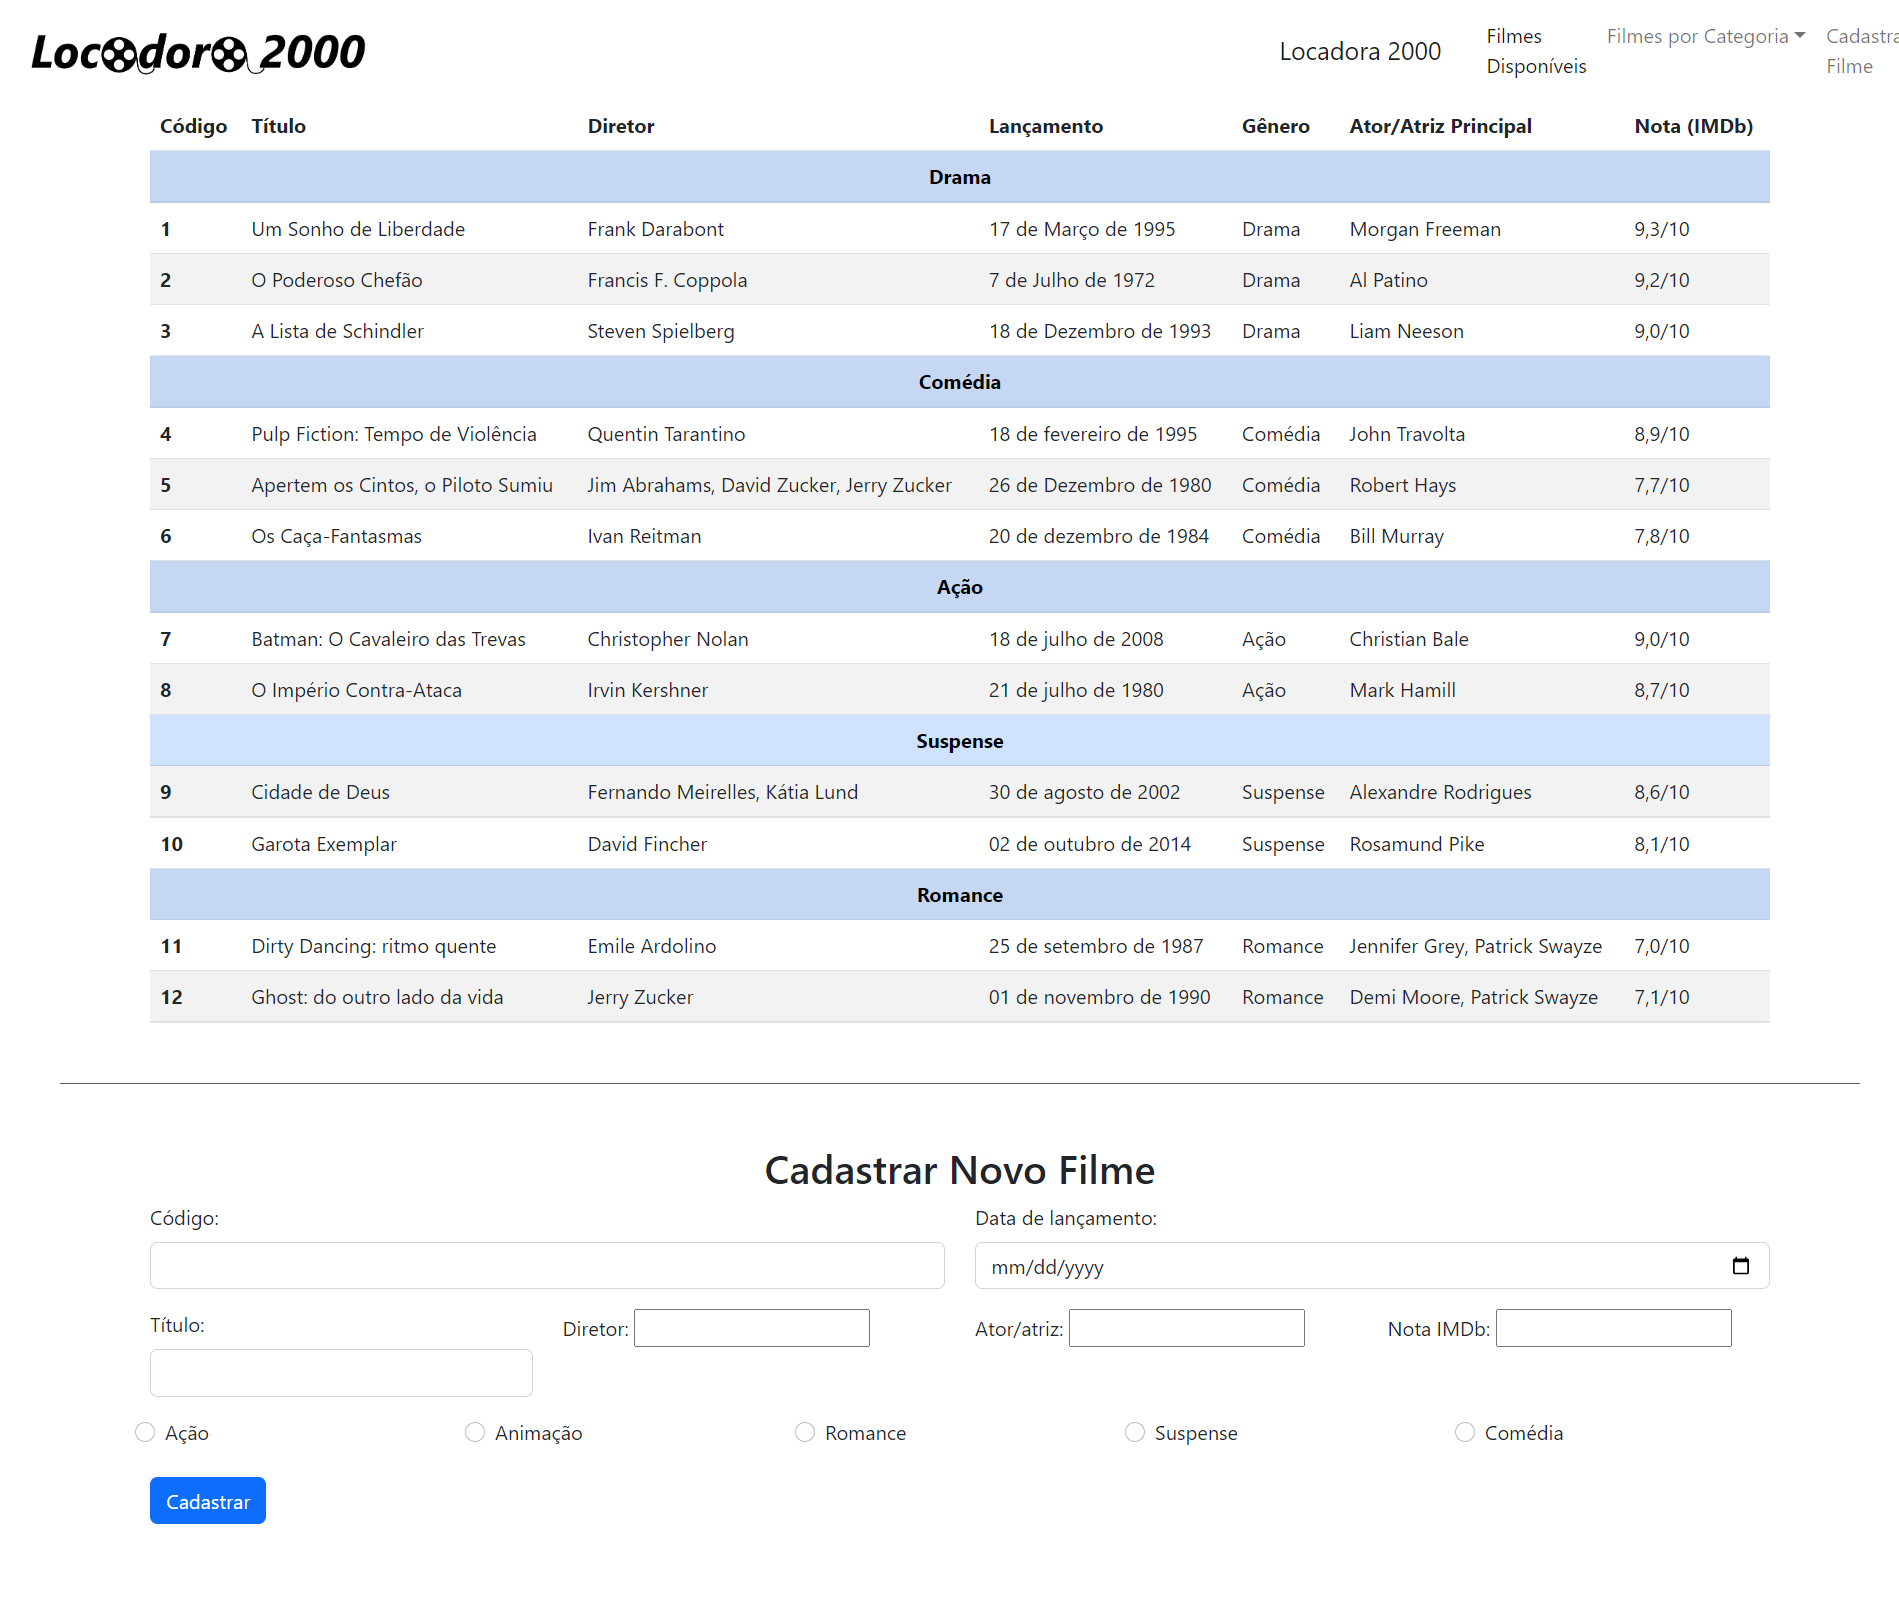 Locadora 2000
Locadora 2000
Filmes Disponíveis
Filmes por Categoria
Cadastra
Filme
Código Título Diretor Lançamento Gênero Ator/Atriz Principal Nota (IMDb)
Drama
1 Um Sonho de Liberdade Frank Darabont 17 de Março de 1995 Drama Morgan Freeman 9,3/10
2 O Poderoso Chefão Francis F. Coppola 7 de Julho de 1972 Drama Al Patino 9,2/10
3 A Lista de Schindler Steven Spielberg 18 de Dezembro de 1993 Drama Liam Neeson 9,0/10
Comédia
4 Pulp Fiction: Tempo de Violência Quentin Tarantino 18 de fevereiro de 1995 Comédia John Travolta 8,9/10
5 Apertem os Cintos, o Piloto Sumiu Jim Abrahams, David Zucker, Jerry Zucker 26 de Dezembro de 1980 Comédia Robert Hays 7,7/10
6 Os Caça-Fantasmas Ivan Reitman 20 de dezembro de 1984 Comédia Bill Murray 7,8/10
Ação
7 Batman: O Cavaleiro das Trevas Christopher Nolan 18 de julho de 2008 Ação Christian Bale 9,0/10
8 O Império Contra-Ataca Irvin Kershner 21 de julho de 1980 Ação Mark Hamill 8,7/10
Suspense
9 Cidade de Deus Fernando Meirelles, Kátia Lund 30 de agosto de 2002 Suspense Alexandre Rodrigues 8,6/10
10 Garota Exemplar David Fincher 02 de outubro de 2014 Suspense Rosamund Pike 8,1/10
Romance
11 Dirty Dancing: ritmo quente Emile Ardolino 25 de setembro de 1987 Romance Jennifer Grey, Patrick Swayze 7,0/10
12 Ghost: do outro lado da vida Jerry Zucker 01 de novembro de 1990 Romance Demi Moore, Patrick Swayze 7,1/10
Cadastrar Novo Filme
Código: Data de lançamento:
mm/dd/yyyy
Título: Diretor: Ator/atriz: Nota IMDb:
Ação Animação Romance Suspense Comédia
Cadastrar